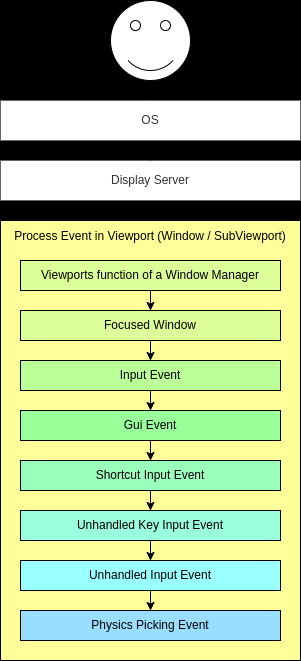 OS
Display Server
Process Event in Viewport (Window / SubViewport)
Viewports function of a Window Manager
Focused Window
Input Event
Gui Event
Shortcut Input Event
Unhandled Key Input Event
Unhandled Input Event
Physics Picking Event